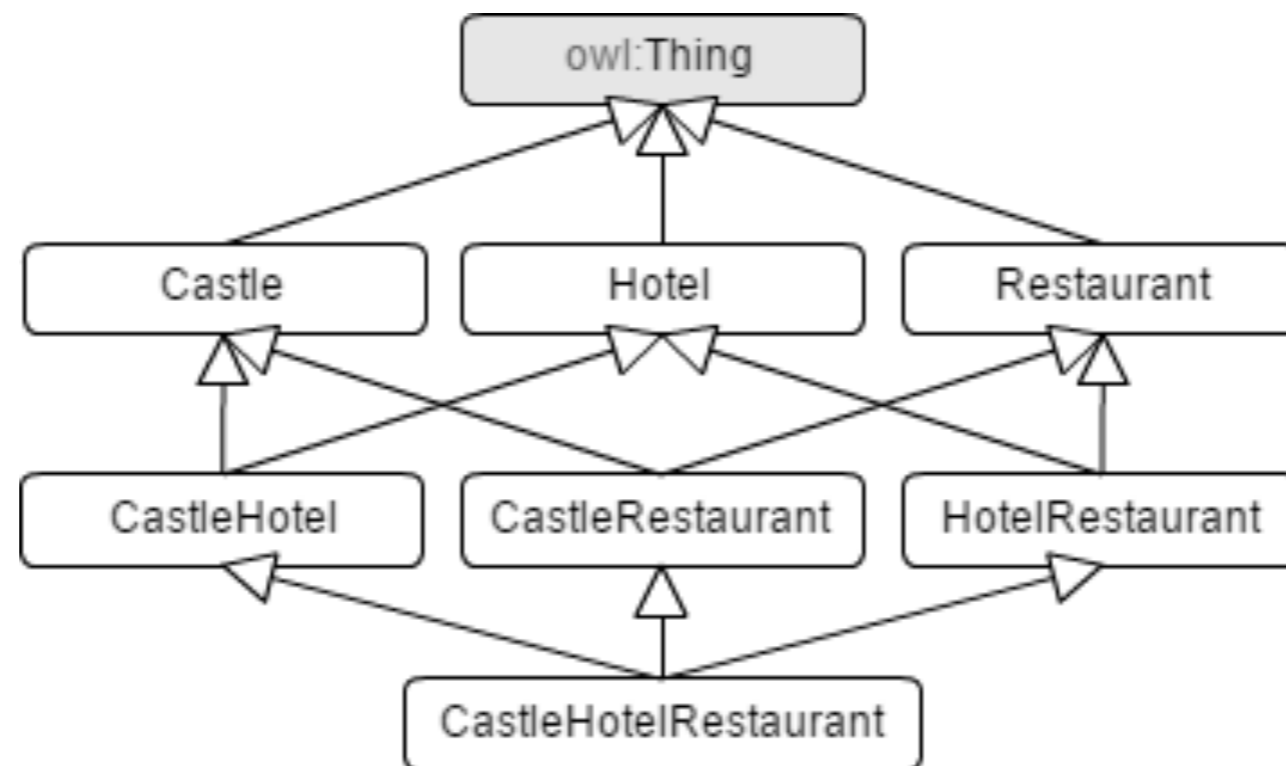 owl:Thing
Castle
Hotel
Restaurant
CastleHotel
CastleRestaurant
HotelRestaurant
CastleHotelRestaurant